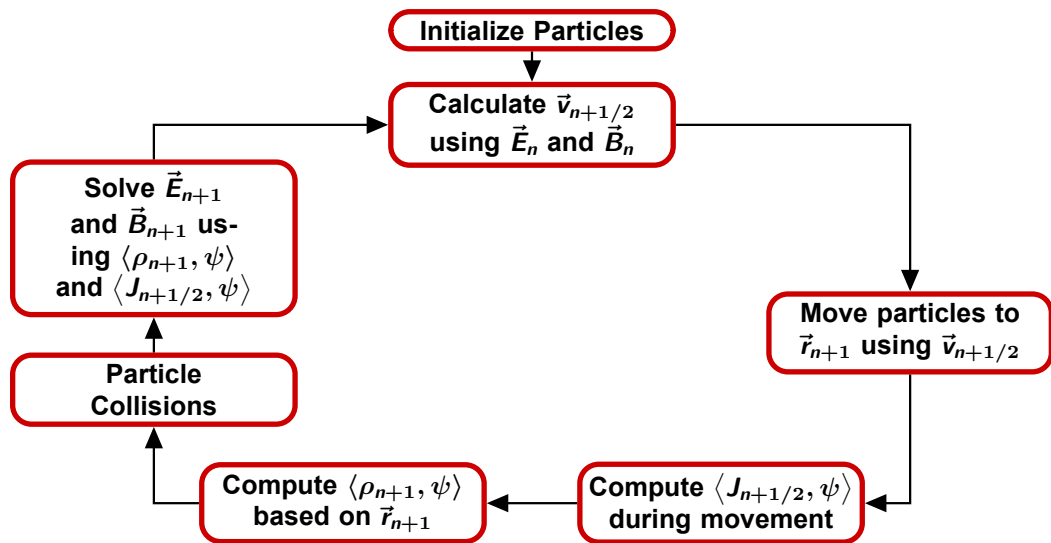 Initialize Particles
Calculate v⃗ₙ₊₁/₂
using E⃗ₙ and B⃗ₙ
Solve E⃗ₙ₊₁
and B⃗ₙ₊₁ us-
ing ⟨ρₙ₊₁, ψ⟩
and ⟨Jₙ₊₁/₂, ψ⟩
Move particles to
r⃗ₙ₊₁ using v⃗ₙ₊₁/₂
Particle
Collisions
Compute ⟨ρₙ₊₁, ψ⟩
based on r⃗ₙ₊₁
Compute ⟨Jₙ₊₁/₂, ψ⟩
during movement